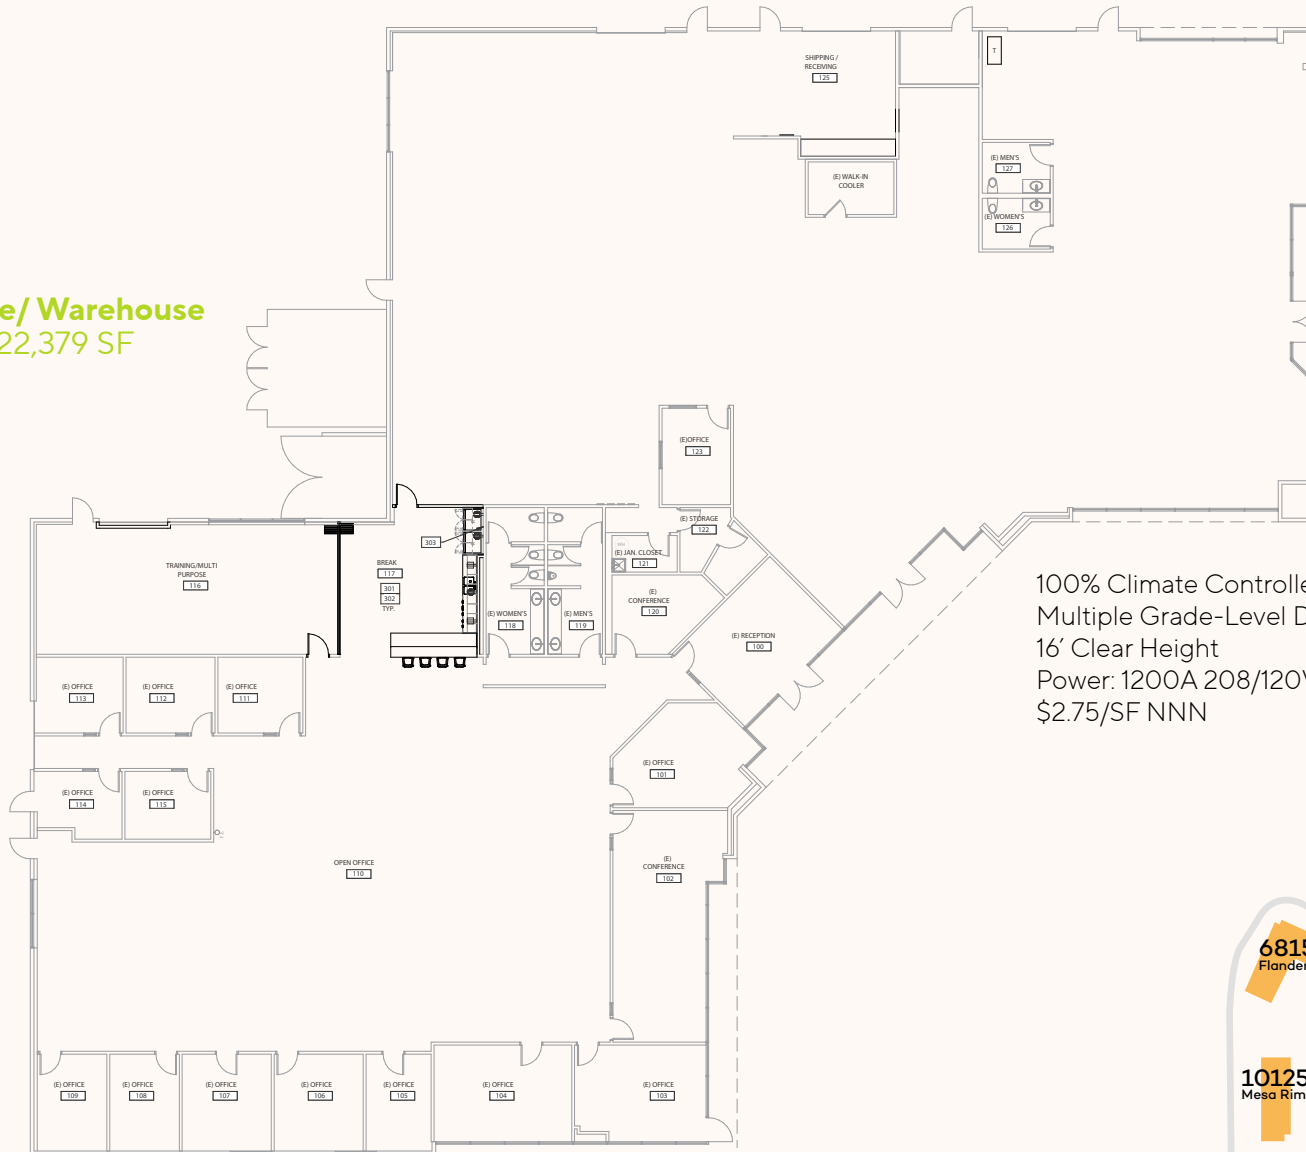 SHIPPING /
RECEIVING
125
T
(E) MEN'S
127
(E) WALK-IN
COOLER
(E) WOMEN'S
126
e/ Warehouse
22,379 SF
(E)OFFICE
123
(E) STORAGE
122
303
(E) JAN. CLOSET
121
BREAK
117
301
302
TYP.
TRAINING/MULTI
PURPOSE
116
(E)
CONFERENCE
120
(E) WOMEN'S
118
(E) MEN'S
119
(E) RECEPTION
100
100% Climate Controlle
Multiple Grade-Level D
16’ Clear Height
Power: 1200A 208/120V
$2.75/SF NNN
(E) OFFICE
113
(E) OFFICE
112
(E) OFFICE
111
(E) OFFICE
101
(E) OFFICE
114
(E) OFFICE
115
OPEN OFFICE
110
(E)
CONFERENCE
102
6815
Flander
10125
Mesa Rim
(E) OFFICE
109
(E) OFFICE
108
(E) OFFICE
107
(E) OFFICE
106
(E) OFFICE
105
(E) OFFICE
104
(E) OFFICE
103